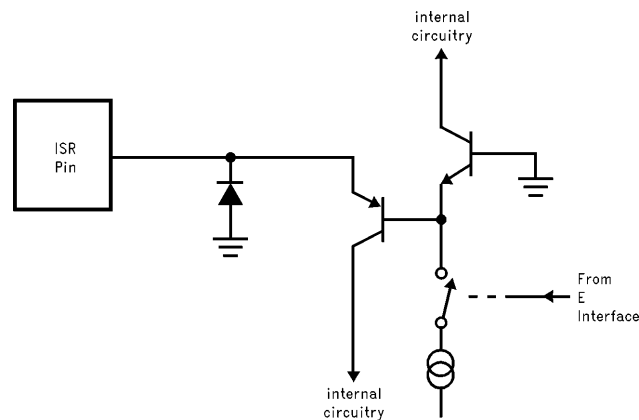 internal
circuitry
ISR
Pin
From
E
Interface
internal
circuitry